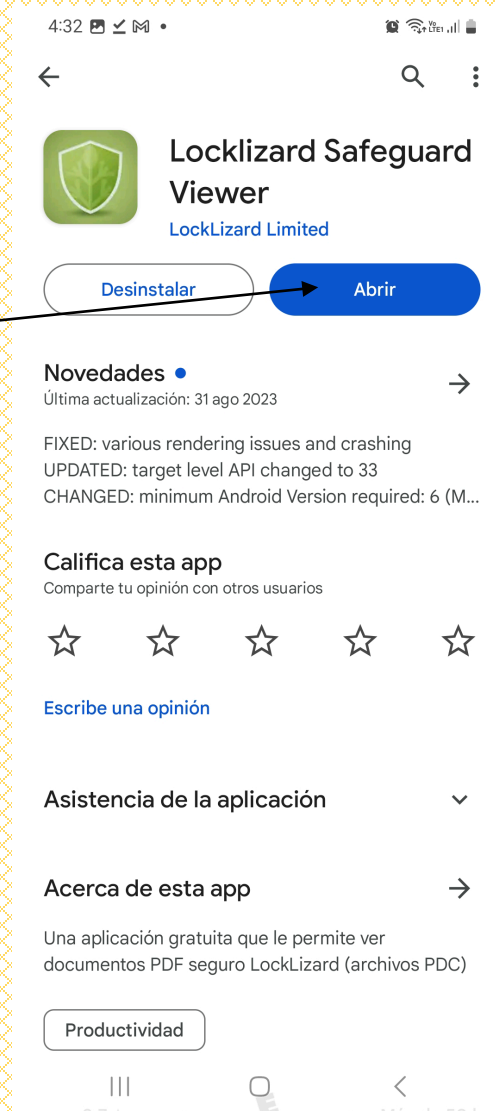 4:32
Vo
LTE1
Locklizard Safeguard
Viewer
LockLizard Limited
Desinstalar
Abrir
Novedades
Última actualización: 31 ago 2023
FIXED: various rendering issues and crashing
UPDATED: target level API changed to 33
CHANGED: minimum Android Version required: 6 (M...
Califica esta app
Comparte tu opinión con otros usuarios
Escribe una opinión
Asistencia de la aplicación
Acerca de esta app
Una aplicación gratuita que le permite ver
documentos PDF seguro LockLizard (archivos PDC)
Productividad